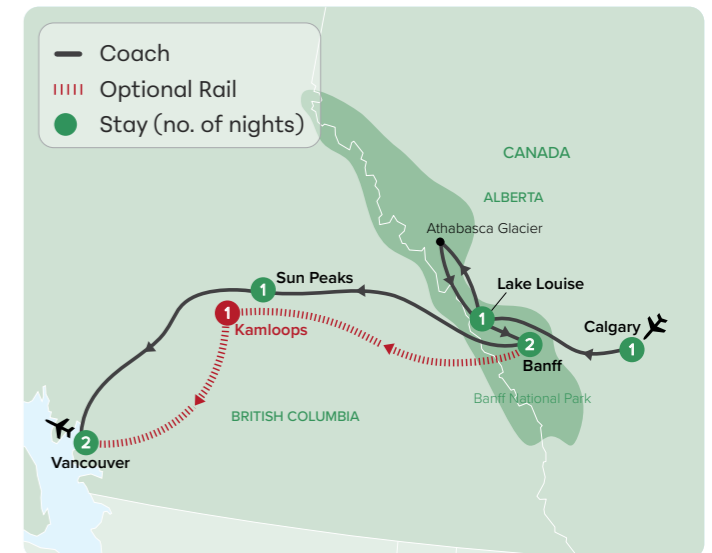 Coach
Optional Rail
Stay (no. of nights)
CANADA
ALBERTA
Athabasca Glacier
1
Sun Peaks
Lake Louise
1
Kamloops
1
Calgary
1
2
Banff
Banff National Park
BRITISH COLUMBIA
2
Vancouver